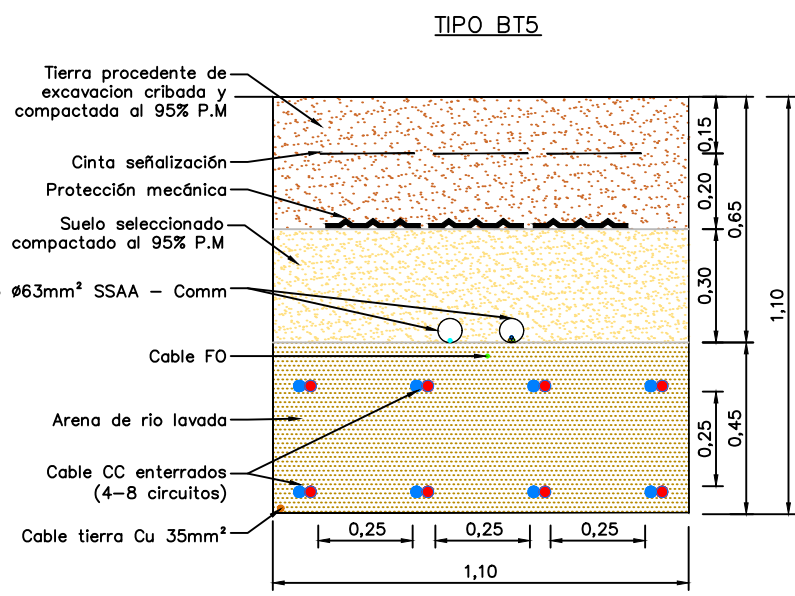 TIPO BT5
Tierra procedente de
excavacion cribada y
compactada al 95% P.M
Cinta señalización
Protección mecánica
Suelo seleccionado
compactado al 95% P.M
ø63mm² SSAA - Comm
Cable FO
Arena de rio lavada
Cable CC enterrados
(4-8 circuitos)
Cable tierra Cu 35mm²
0,15
0,20
0,65
0,30
1,10
0,25
0,45
0,25
0,25
0,25
1,10